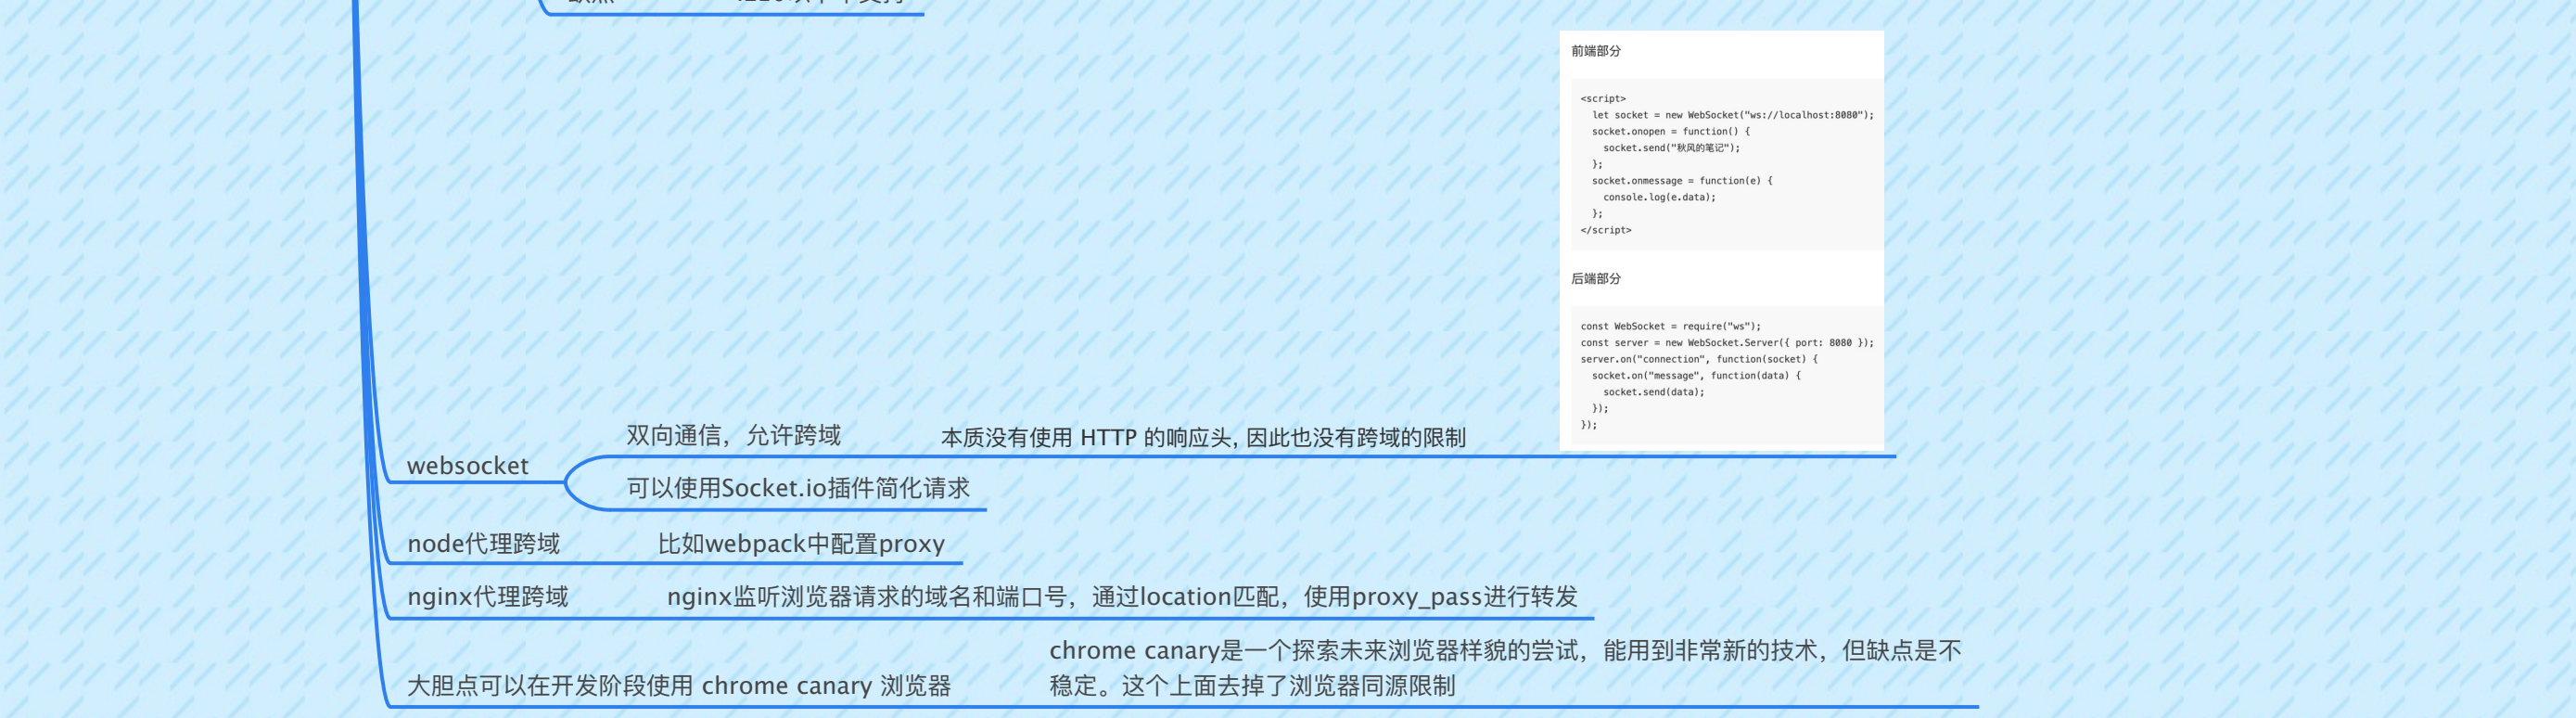 前端部分
<script>
let socket = new WebSocket("ws://localhost:8080");
socket.onopen = function() {
socket.send("秋风的笔记");
};
socket.onmessage = function(e) {
console.log(e.data);
};
</script>
后端部分
const WebSocket = require("ws");
const server = new WebSocket.Server({ port: 8080 });
server.on("connection", function(socket) {
socket.on("message", function(data) {
socket.send(data);
});
});
websocket
双向通信，允许跨域
本质没有使用 HTTP 的响应头, 因此也没有跨域的限制
可以使用Socket.io插件简化请求
node代理跨域
比如webpack中配置proxy
nginx代理跨域
nginx监听浏览器请求的域名和端口号，通过location匹配，使用proxy_pass进行转发
大胆点可以在开发阶段使用 chrome canary 浏览器
chrome canary是一个探索未来浏览器样貌的尝试，能用到非常新的技术，但缺点是不
稳定。这个上面去掉了浏览器同源限制